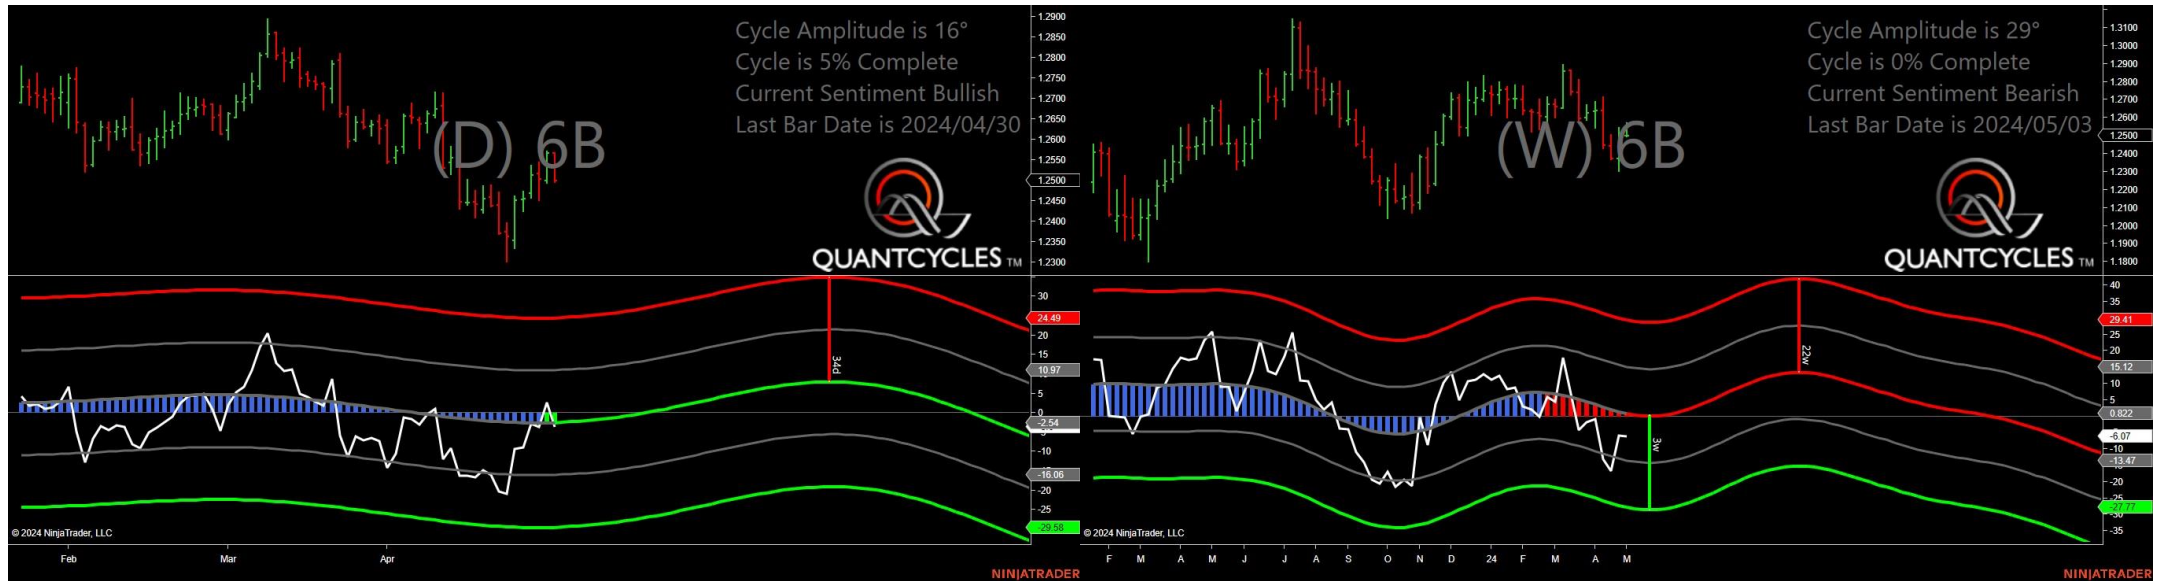 Cycle Amplitude is 16°
Cycle is 5% Complete
Current Sentiment Bullish
Last Bar Date is 2024/04/30
(D) 6B
QUANTCYCLES TM
1.2900
1.2850
1.2800
1.2750
1.2700
1.2650
1.2600
1.2550
1.2500
1.2450
1.2400
1.2350
1.2300
34d
30
24.49
20
15
10.97
5
0
-2.54
-10
-16.06
-20
-25
-29.58
© 2024 NinjaTrader, LLC
Feb Mar Apr
NINJATRADER
Cycle Amplitude is 29°
Cycle is 0% Complete
Current Sentiment Bearish
Last Bar Date is 2024/05/03
(W) 6B
QUANTCYCLES TM
1.3100
1.3000
1.2900
1.2800
1.2700
1.2600
1.2500
1.2400
1.2300
1.2200
1.2100
1.2000
1.1900
1.1800
22w
3w
40
35
29.41
25
20
15.12
10
5
0.822
-6.07
-10
-13.47
-20
-25
-27.77
-35
© 2024 NinjaTrader, LLC
F M A M J J A S O N D 24 F M A M
NINJATRADER